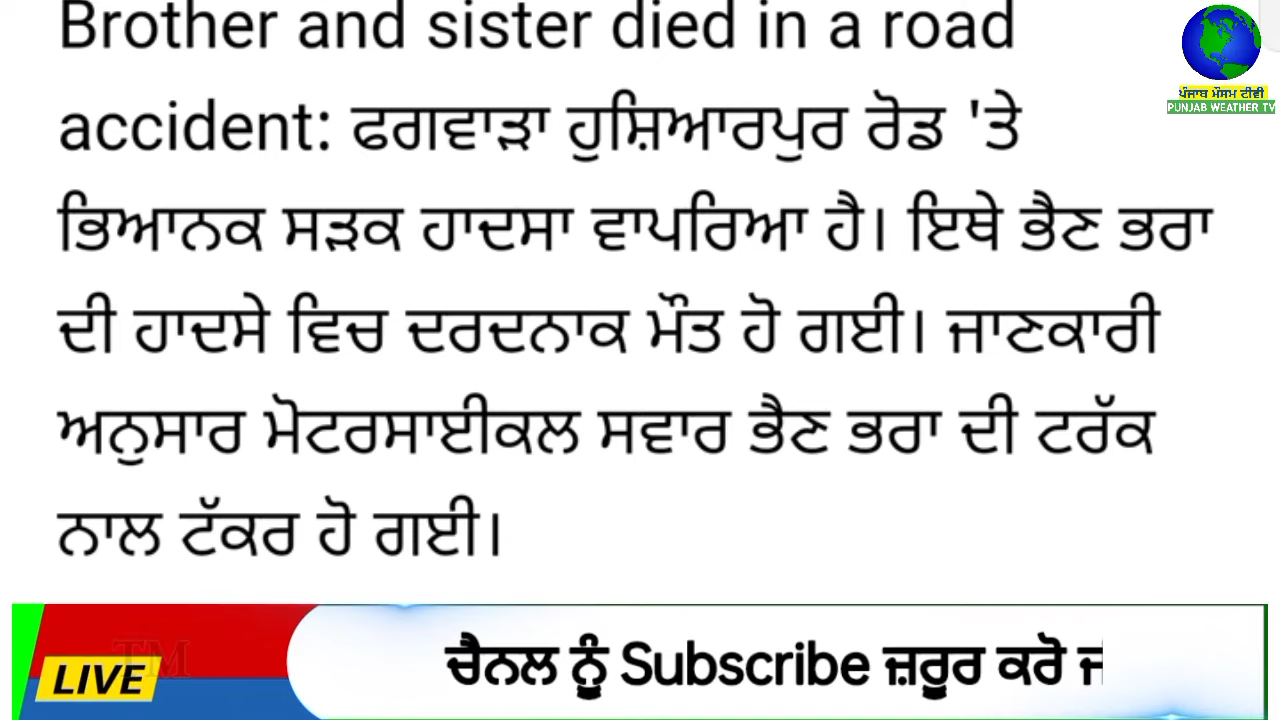 Brother and sister died in a road
accident: ਫਗਵਾੜਾ ਹੁਸ਼ਿਆਰਪੁਰ ਰੋਡ 'ਤੇ
ਭਿਆਨਕ ਸੜਕ ਹਾਦਸਾ ਵਾਪਰਿਆ ਹੈ। ਇਥੇ ਭੈਣ ਭਰਾ
ਦੀ ਹਾਦਸੇ ਵਿਚ ਦਰਦਨਾਕ ਮੌਤ ਹੋ ਗਈ। ਜਾਣਕਾਰੀ
ਅਨੁਸਾਰ ਮੋਟਰਸਾਈਕਲ ਸਵਾਰ ਭੈਣ ਭਰਾ ਦੀ ਟਰੱਕ
ਨਾਲ ਟੱਕਰ ਹੋ ਗਈ।
ਪੰਜਾਬ ਮੌਸਮ ਟੀਵੀ
PUNJAB WEATHER TV
TM
LIVE
ਚੈਨਲ ਨੂੰ Subscribe ਜ਼ਰੂਰ ਕਰੋ